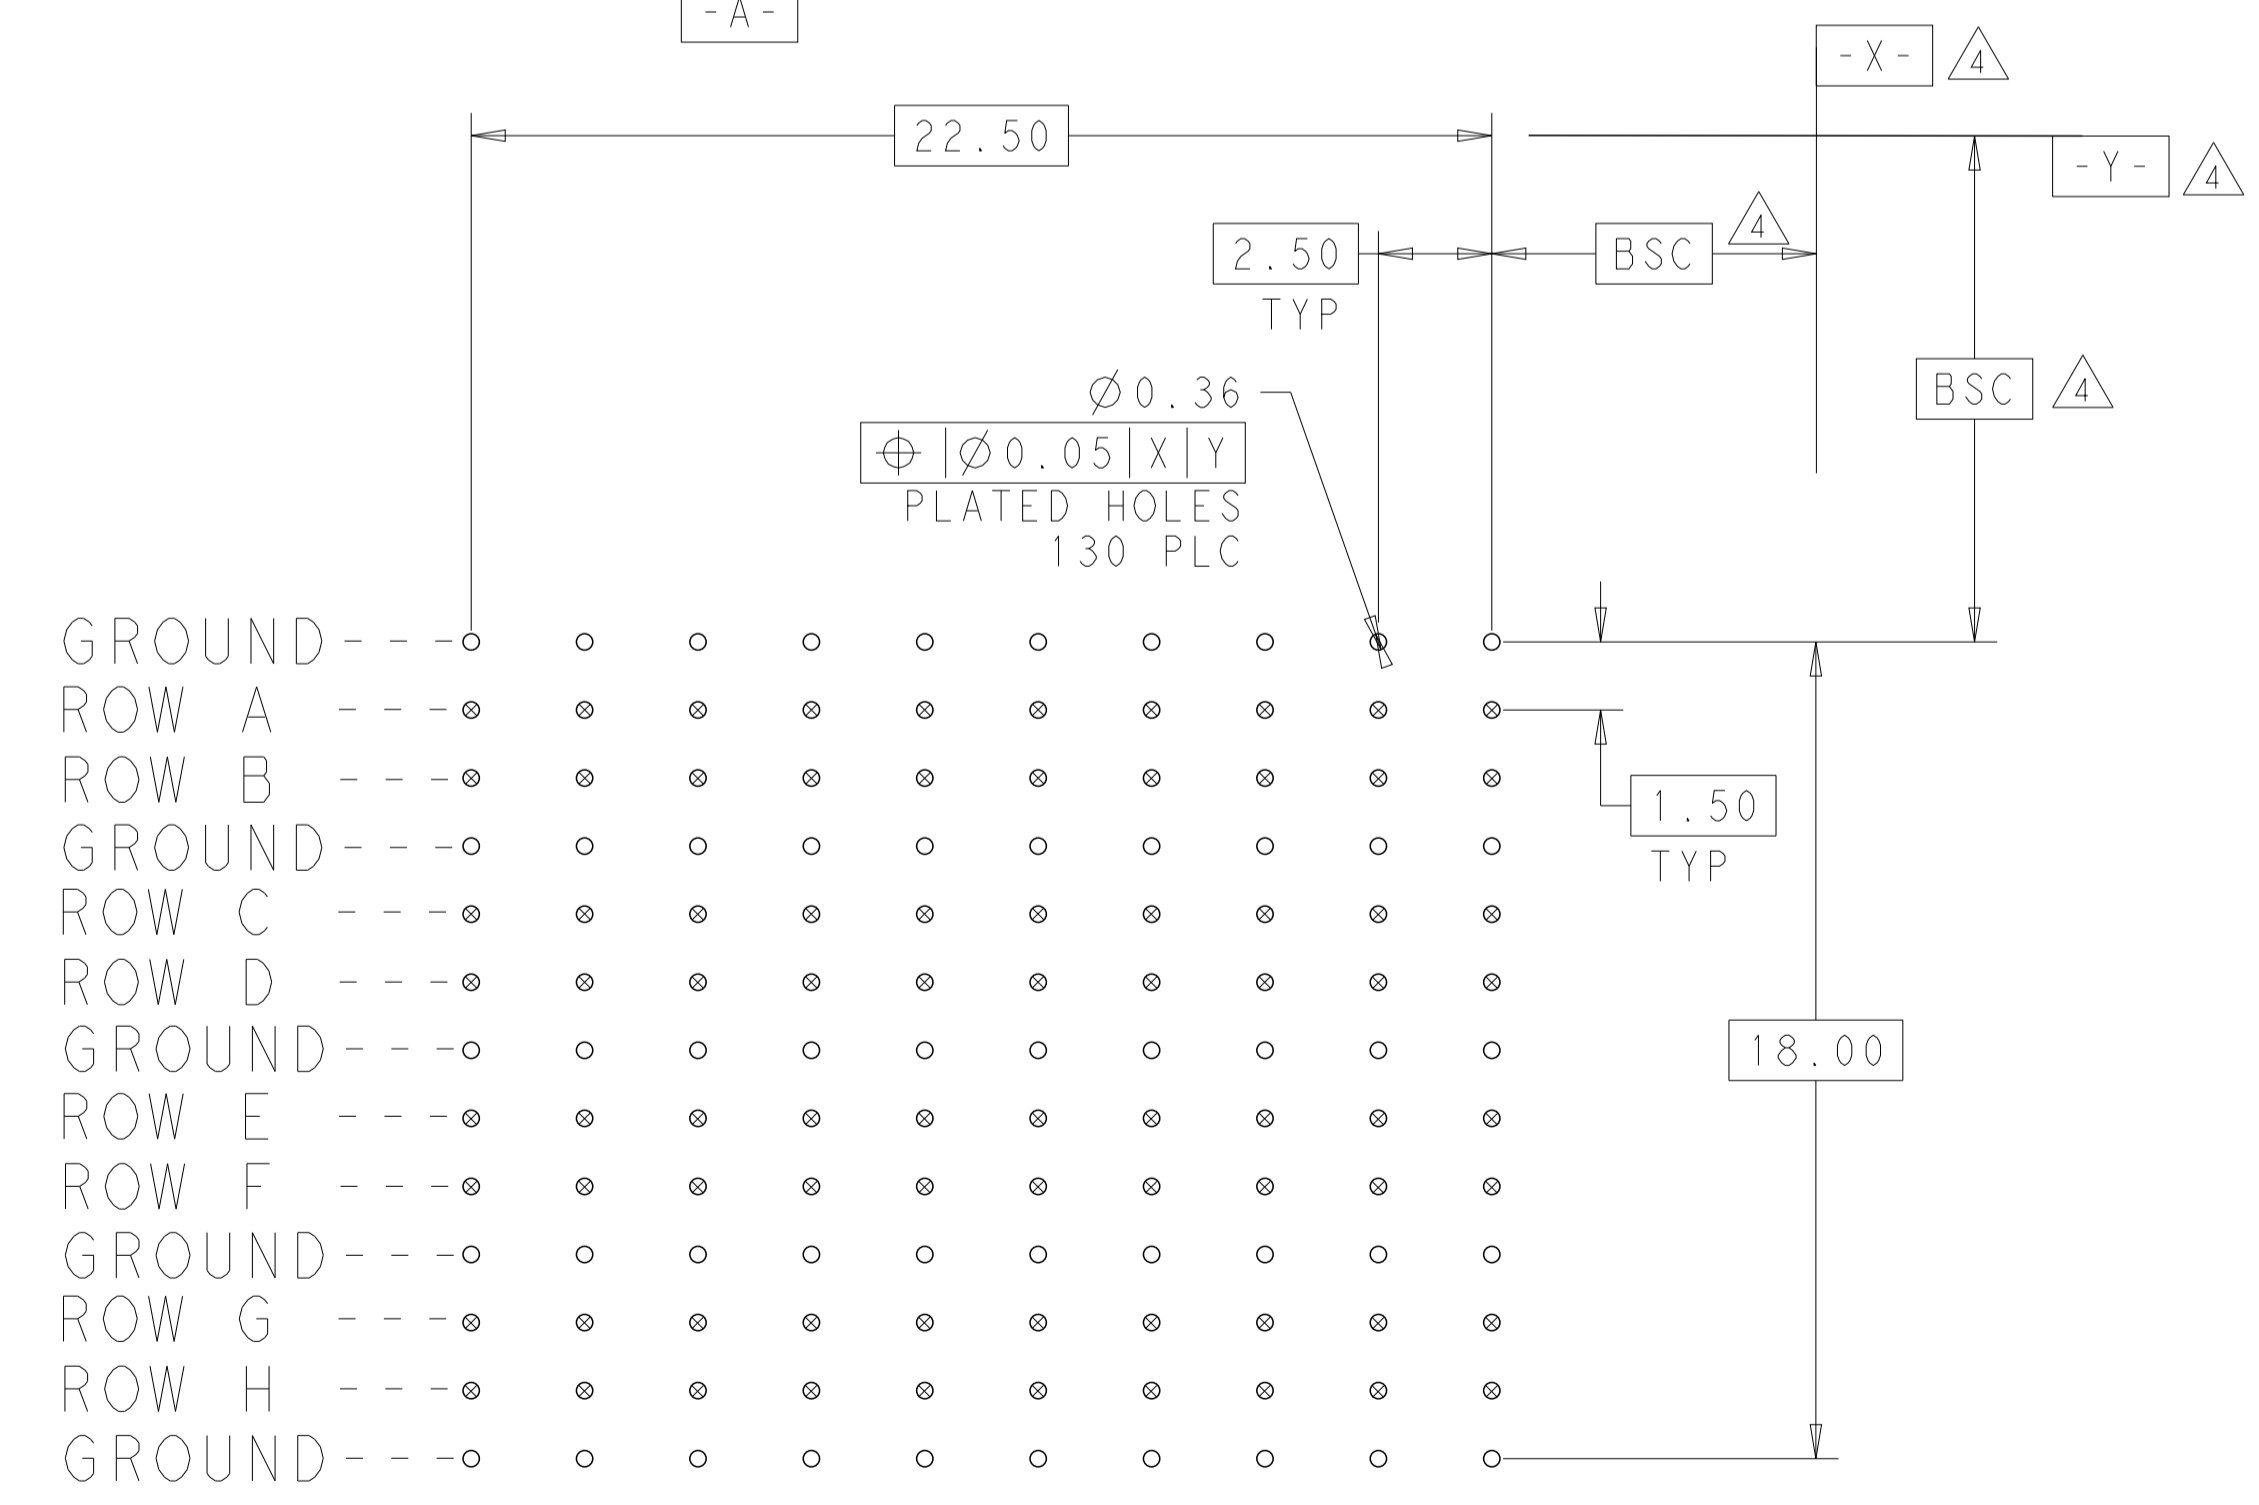 -A-
-X- 4
22.50
-Y- 4
2.50 BSC 4
TYP
Ø0.36
BSC 4
⌖|Ø0.05|X|Y
PLATED HOLES
130 PLC
GROUND---
ROW A ---
ROW B ---
1.50
TYP
GROUND---
ROW C ---
ROW D ---
GROUND---
18.00
ROW E ---
ROW F ---
GROUND---
ROW G ---
ROW H ---
GROUND---